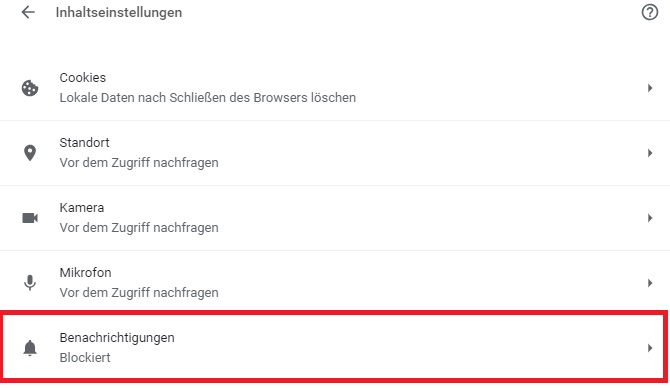 Inhaltseinstellungen
Cookies
Lokale Daten nach Schließen des Browsers löschen
Standort
Vor dem Zugriff nachfragen
Kamera
Vor dem Zugriff nachfragen
Mikrofon
Vor dem Zugriff nachfragen
Benachrichtigungen
Blockiert